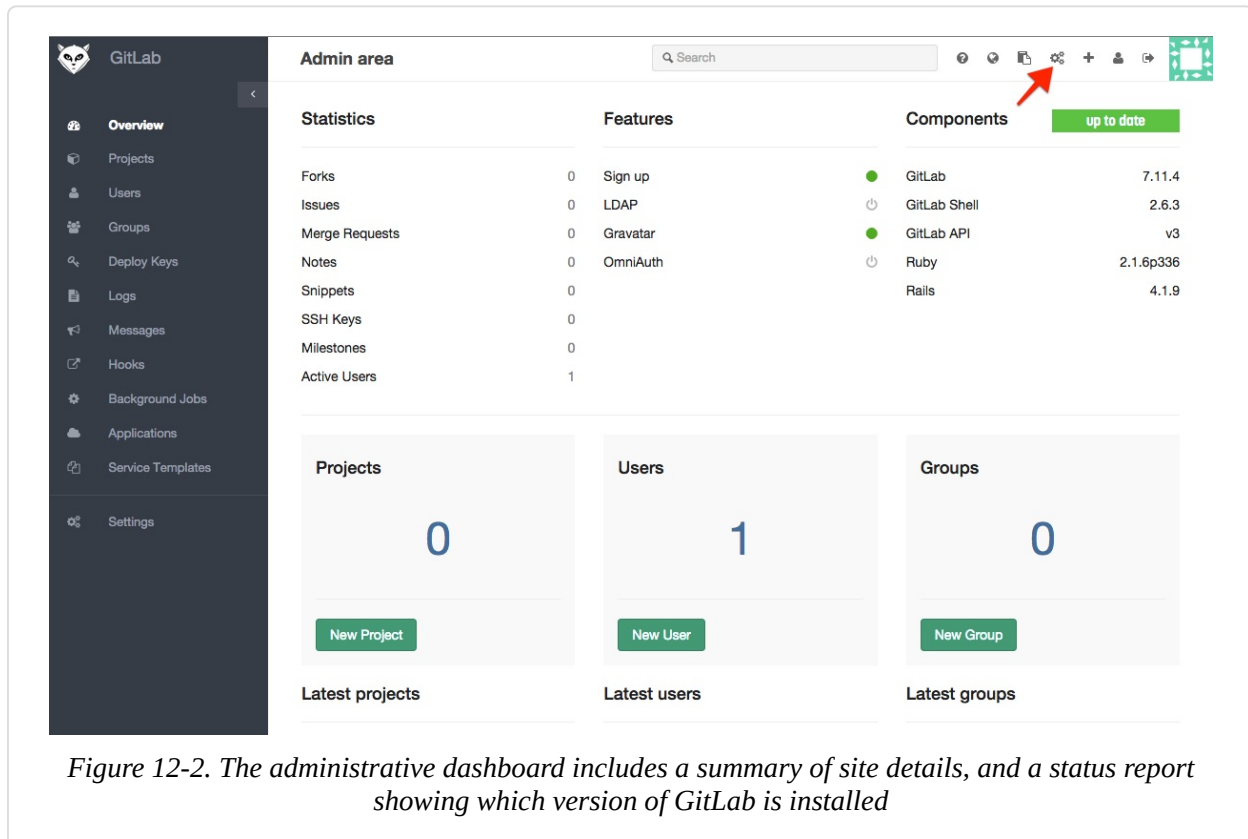 GitLab
Admin area
Search
Overview
Projects
Users
Groups
Deploy Keys
Logs
Messages
Hooks
Background Jobs
Applications
Service Templates
Settings
Statistics
Forks 0
Issues 0
Merge Requests 0
Notes 0
Snippets 0
SSH Keys 0
Milestones 0
Active Users 1
Features
Sign up
LDAP
Gravatar
OmniAuth
Components up to date
GitLab 7.11.4
GitLab Shell 2.6.3
GitLab API v3
Ruby 2.1.6p336
Rails 4.1.9
Projects
0
New Project
Users
1
New User
Groups
0
New Group
Latest projects
Latest users
Latest groups
Figure 12-2. The administrative dashboard includes a summary of site details, and a status report
showing which version of GitLab is installed